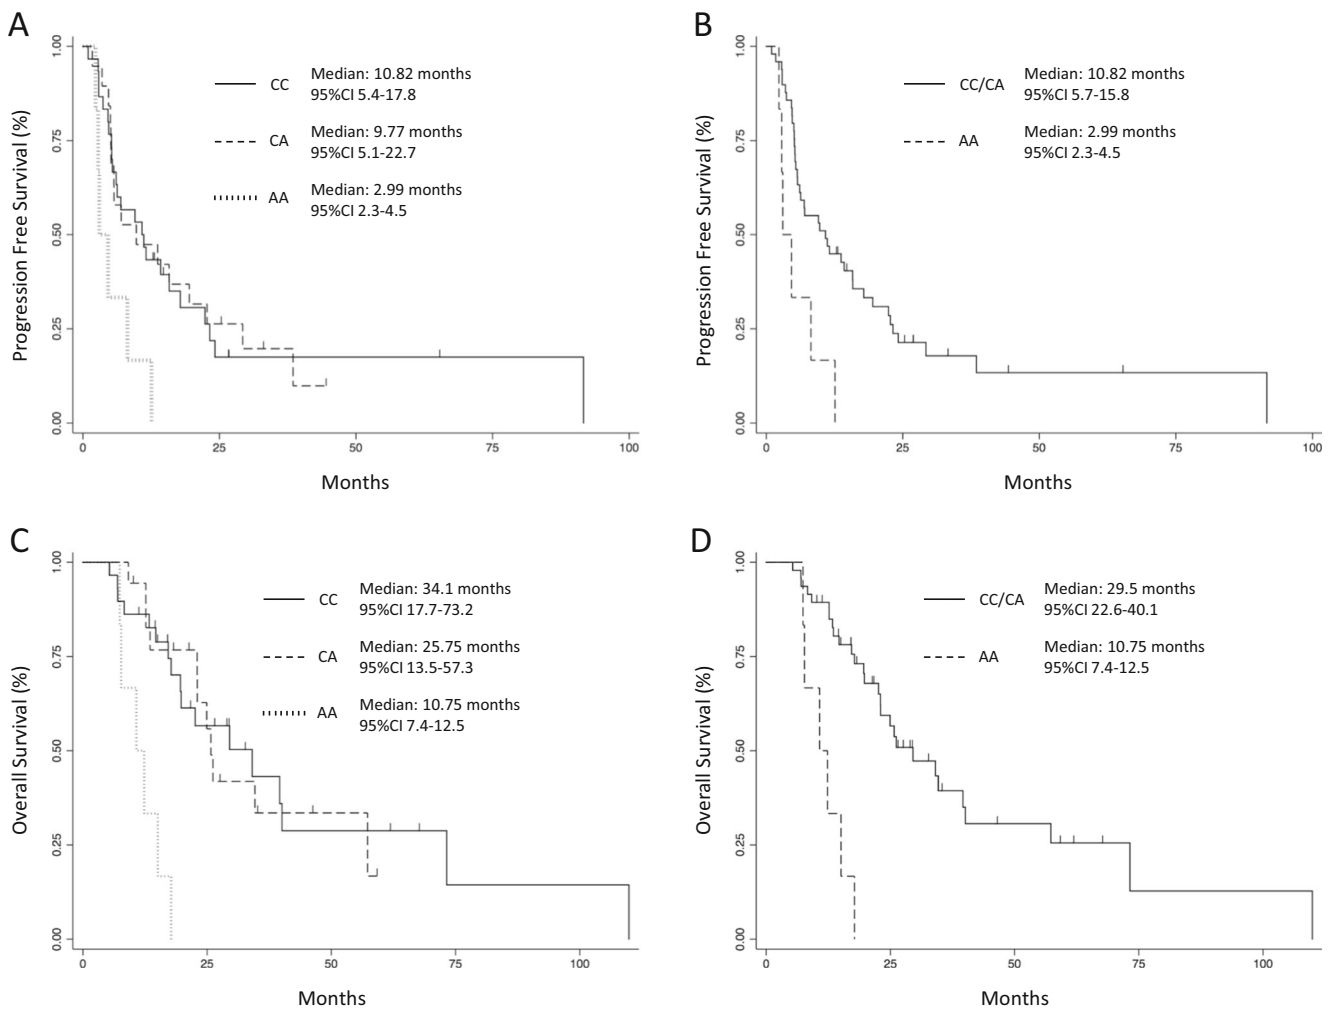 A
Progression Free Survival (%)
1.00
0.75
0.50
0.25
0.00
CC
Median: 10.82 months
95%CI 5.4-17.8
CA
Median: 9.77 months
95%CI 5.1-22.7
AA
Median: 2.99 months
95%CI 2.3-4.5
0 25 50 75 100
Months
B
Progression Free Survival (%)
1.00
0.75
0.50
0.25
0.00
CC/CA
Median: 10.82 months
95%CI 5.7-15.8
AA
Median: 2.99 months
95%CI 2.3-4.5
0 25 50 75 100
Months
C
Overall Survival (%)
1.00
0.75
0.50
0.25
0.00
CC
Median: 34.1 months
95%CI 17.7-73.2
CA
Median: 25.75 months
95%CI 13.5-57.3
AA
Median: 10.75 months
95%CI 7.4-12.5
0 25 50 75 100
Months
D
Overall Survival (%)
1.00
0.75
0.50
0.25
0.00
CC/CA
Median: 29.5 months
95%CI 22.6-40.1
AA
Median: 10.75 months
95%CI 7.4-12.5
0 25 50 75 100
Months